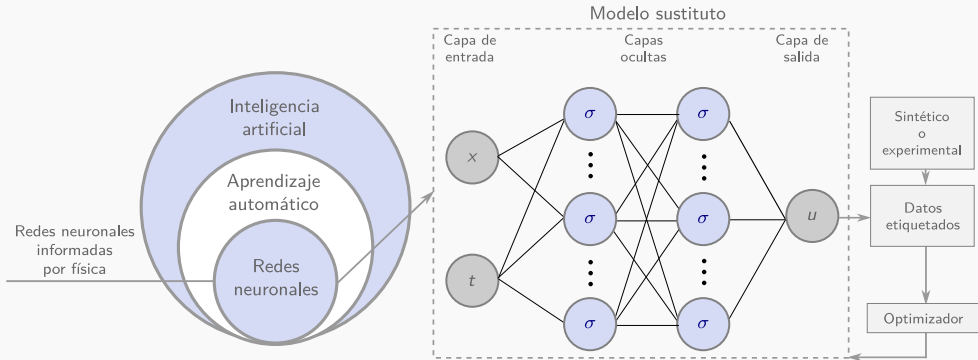 Modelo sustituto
Capa de
entrada
Capas
ocultas
Capa de
salida
Inteligencia
artificial
Aprendizaje
automático
Redes
neuronales
Redes neuronales
informadas
por física
x
t
σ
σ
σ
σ
σ
σ
u
Sintético
o
experimental
Datos
etiquetados
Optimizador